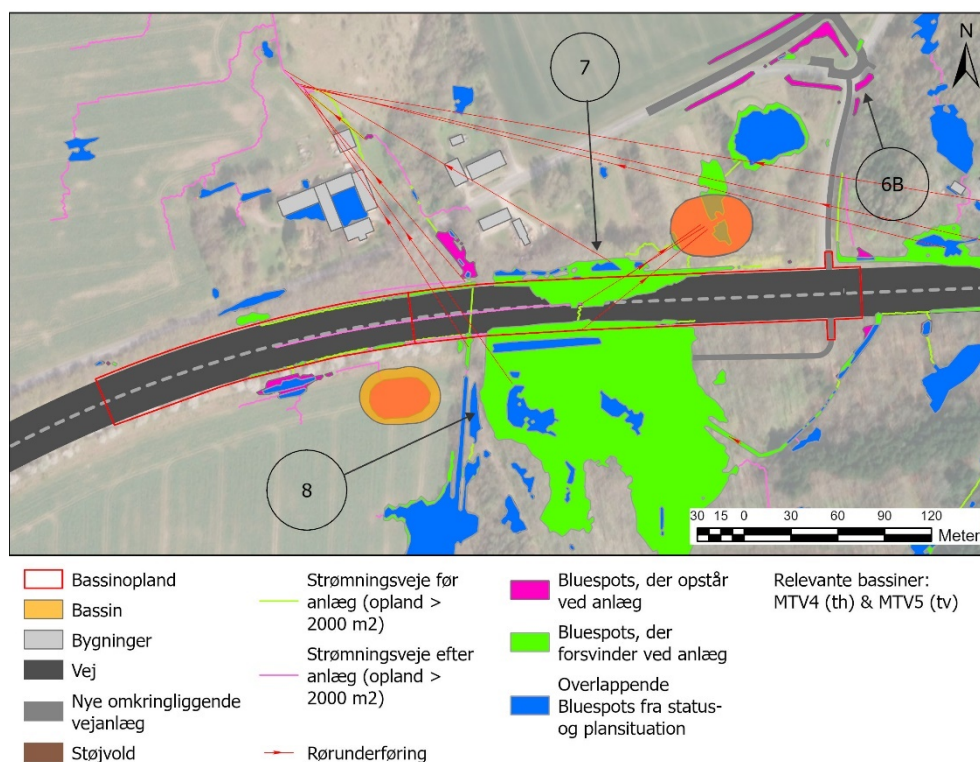 N
7
6B
8
30 15 0 30 60 90 120
Meter
Bassinopland
Bassin
Bygninger
Vej
Nye omkringliggende
vejanlæg
Støjvold
Strømningsveje før
anlæg (opland >
2000 m2)
Strømningsveje efter
anlæg (opland >
2000 m2)
Rørunderføring
Bluespots, der opstår
ved anlæg
Bluespots, der
forsvinder ved anlæg
Overlappende
Bluespots fra status-
og plansituation
Relevante bassiner:
MTV4 (th) & MTV5 (tv)